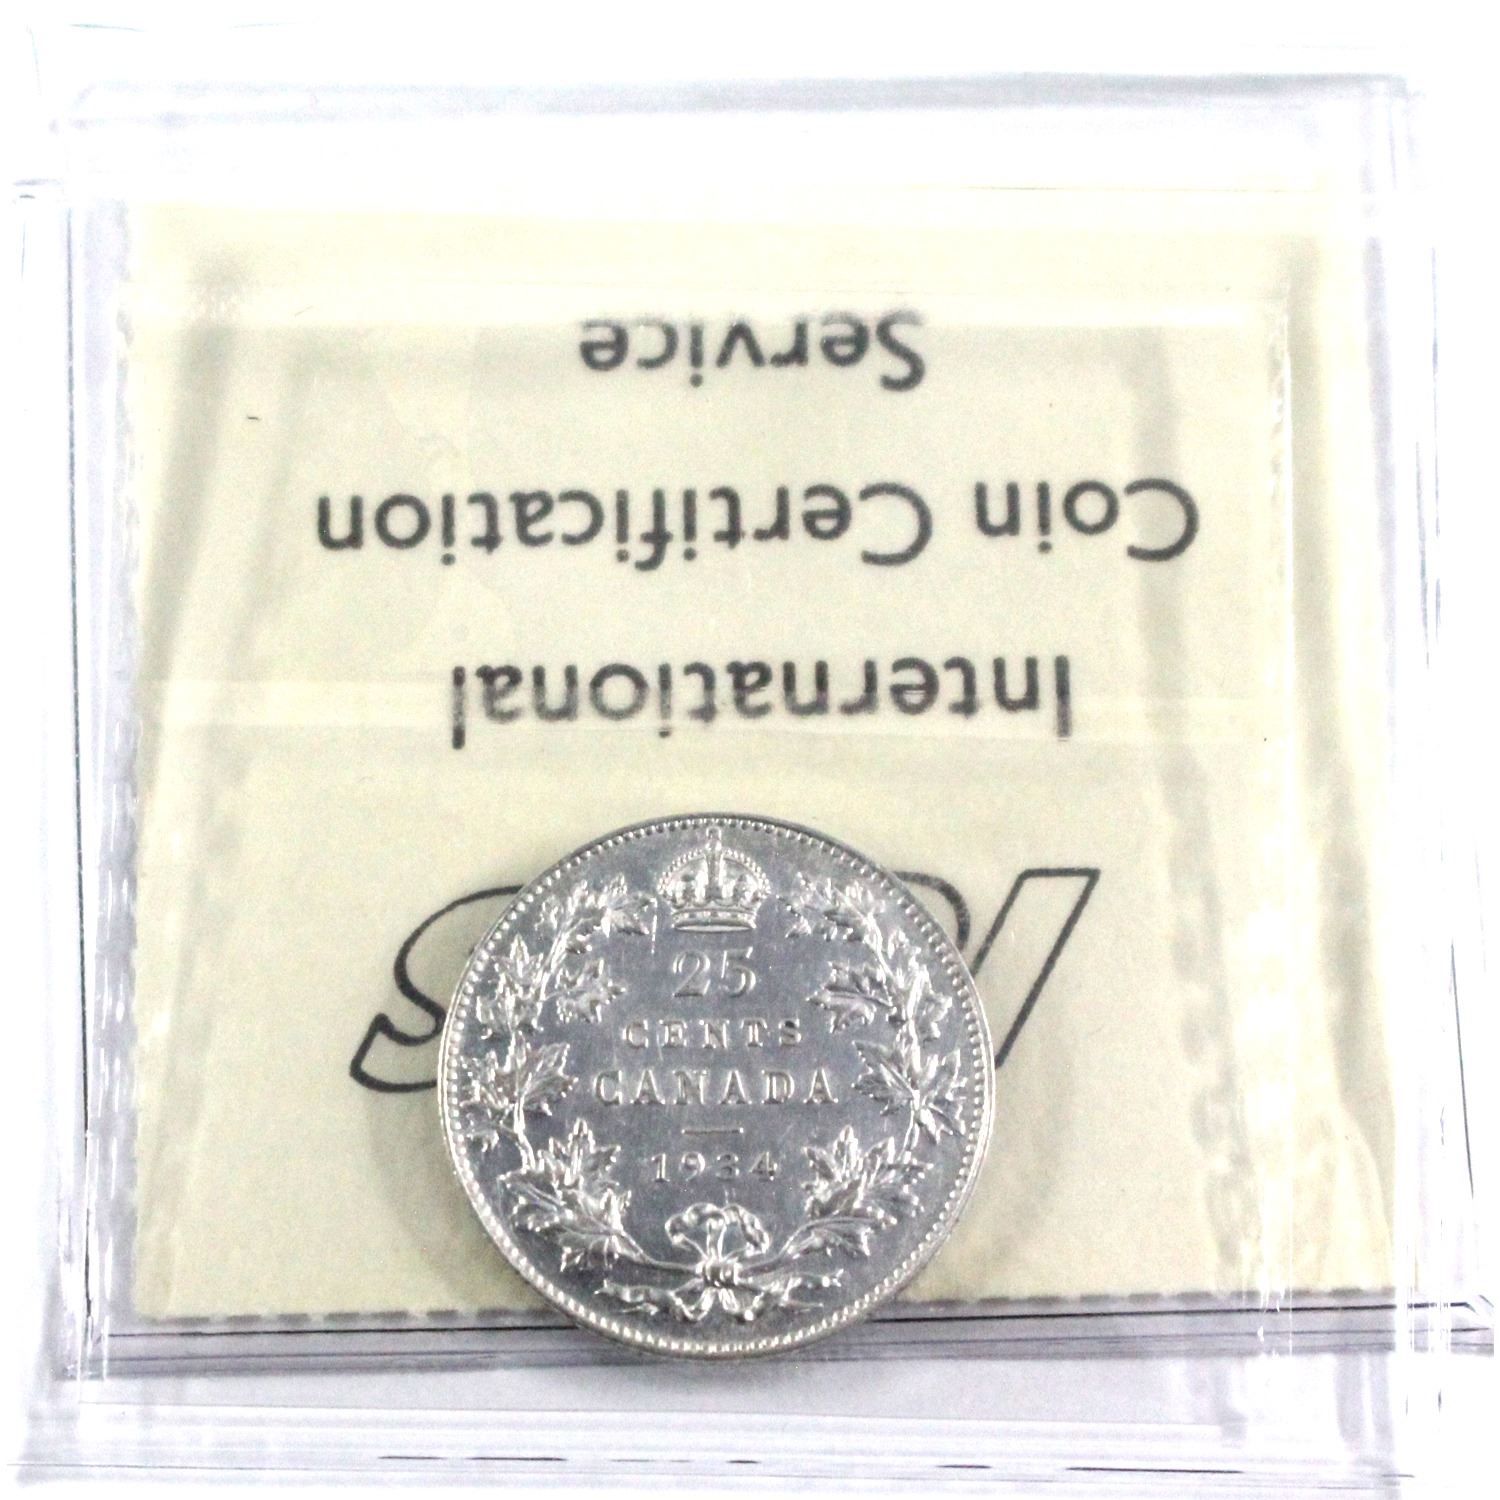 Service
Coin Certification
International
25
CENTS
CANADA
1934